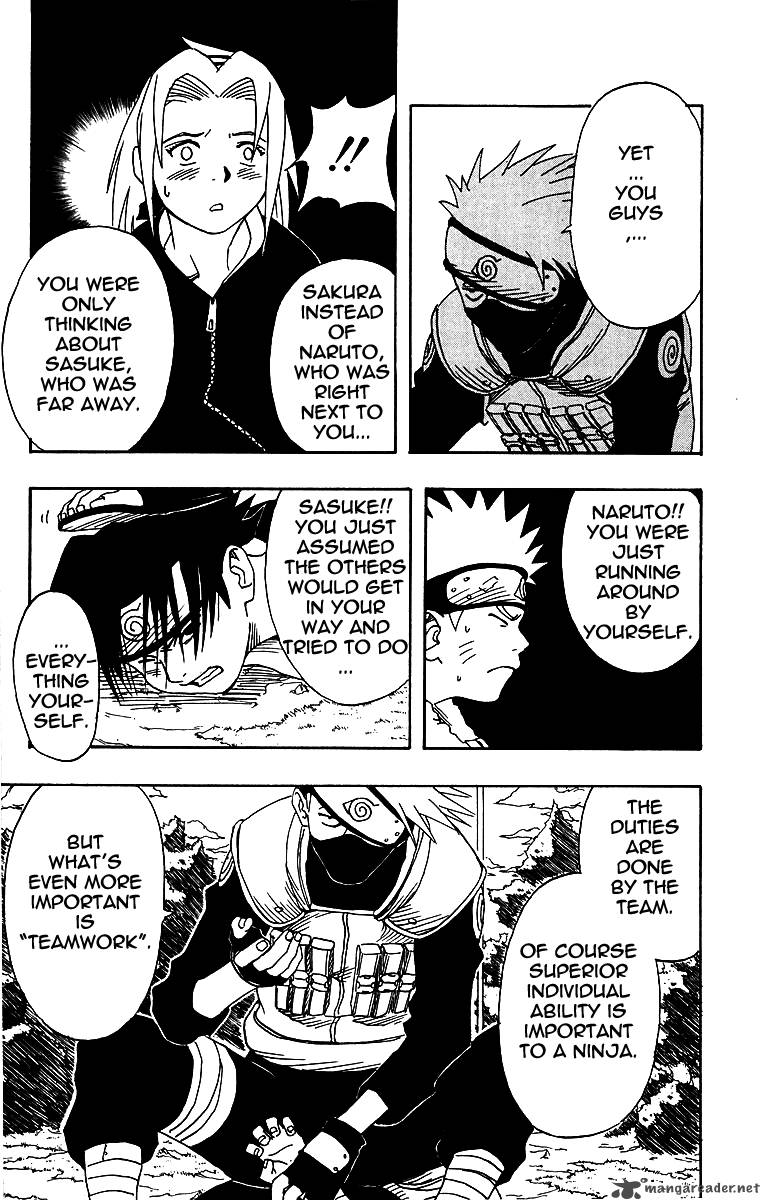 YET
...
YOU
GUYS
,...
!!
SAKURA
INSTEAD
OF
NARUTO,
WHO WAS
RIGHT
NEXT TO
YOU...
YOU WERE
ONLY
THINKING
ABOUT
SASUKE,
WHO WAS
FAR AWAY.
NARUTO!!
YOU WERE
JUST
RUNNING
AROUND
BY
YOURSELF.
SASUKE!!
YOU JUST
ASSUMED
THE OTHERS
WOULD GET
IN YOUR
WAY AND
TRIED TO DO
...
...
EVERY-
THING
YOUR-
SELF.
THE
DUTIES
ARE
DONE
BY THE
TEAM.
OF COURSE
SUPERIOR
INDIVIDUAL
ABILITY IS
IMPORTANT
TO A NINJA.
BUT
WHAT'S
EVEN MORE
IMPORTANT
IS
"TEAMWORK".
mangareader.net